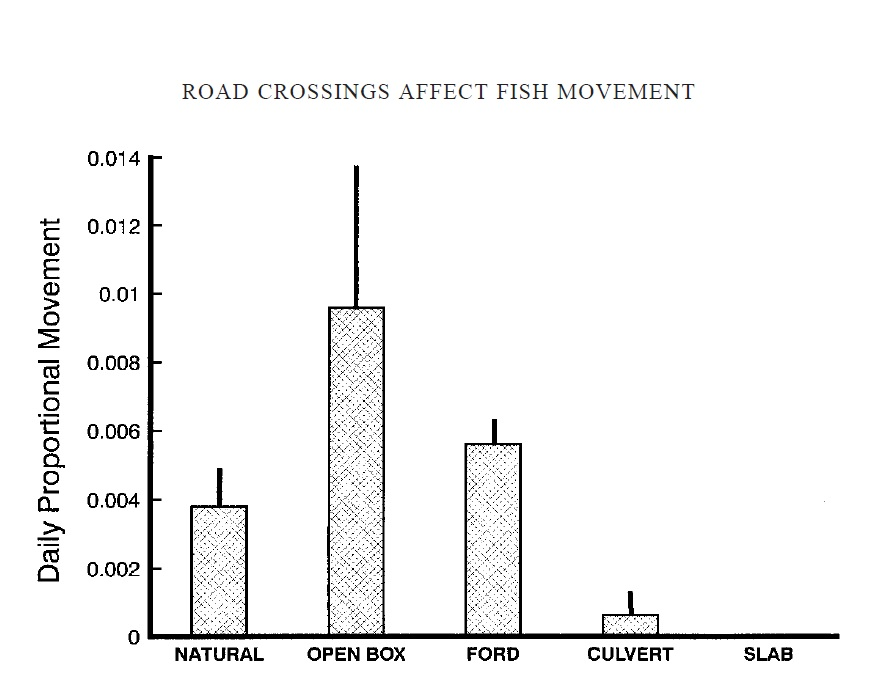 ROAD CROSSINGS AFFECT FISH MOVEMENT
Daily Proportional Movement
0.014
0.012
0.01
0.008
0.006
0.004
0.002
0
NATURAL OPEN BOX FORD CULVERT SLAB